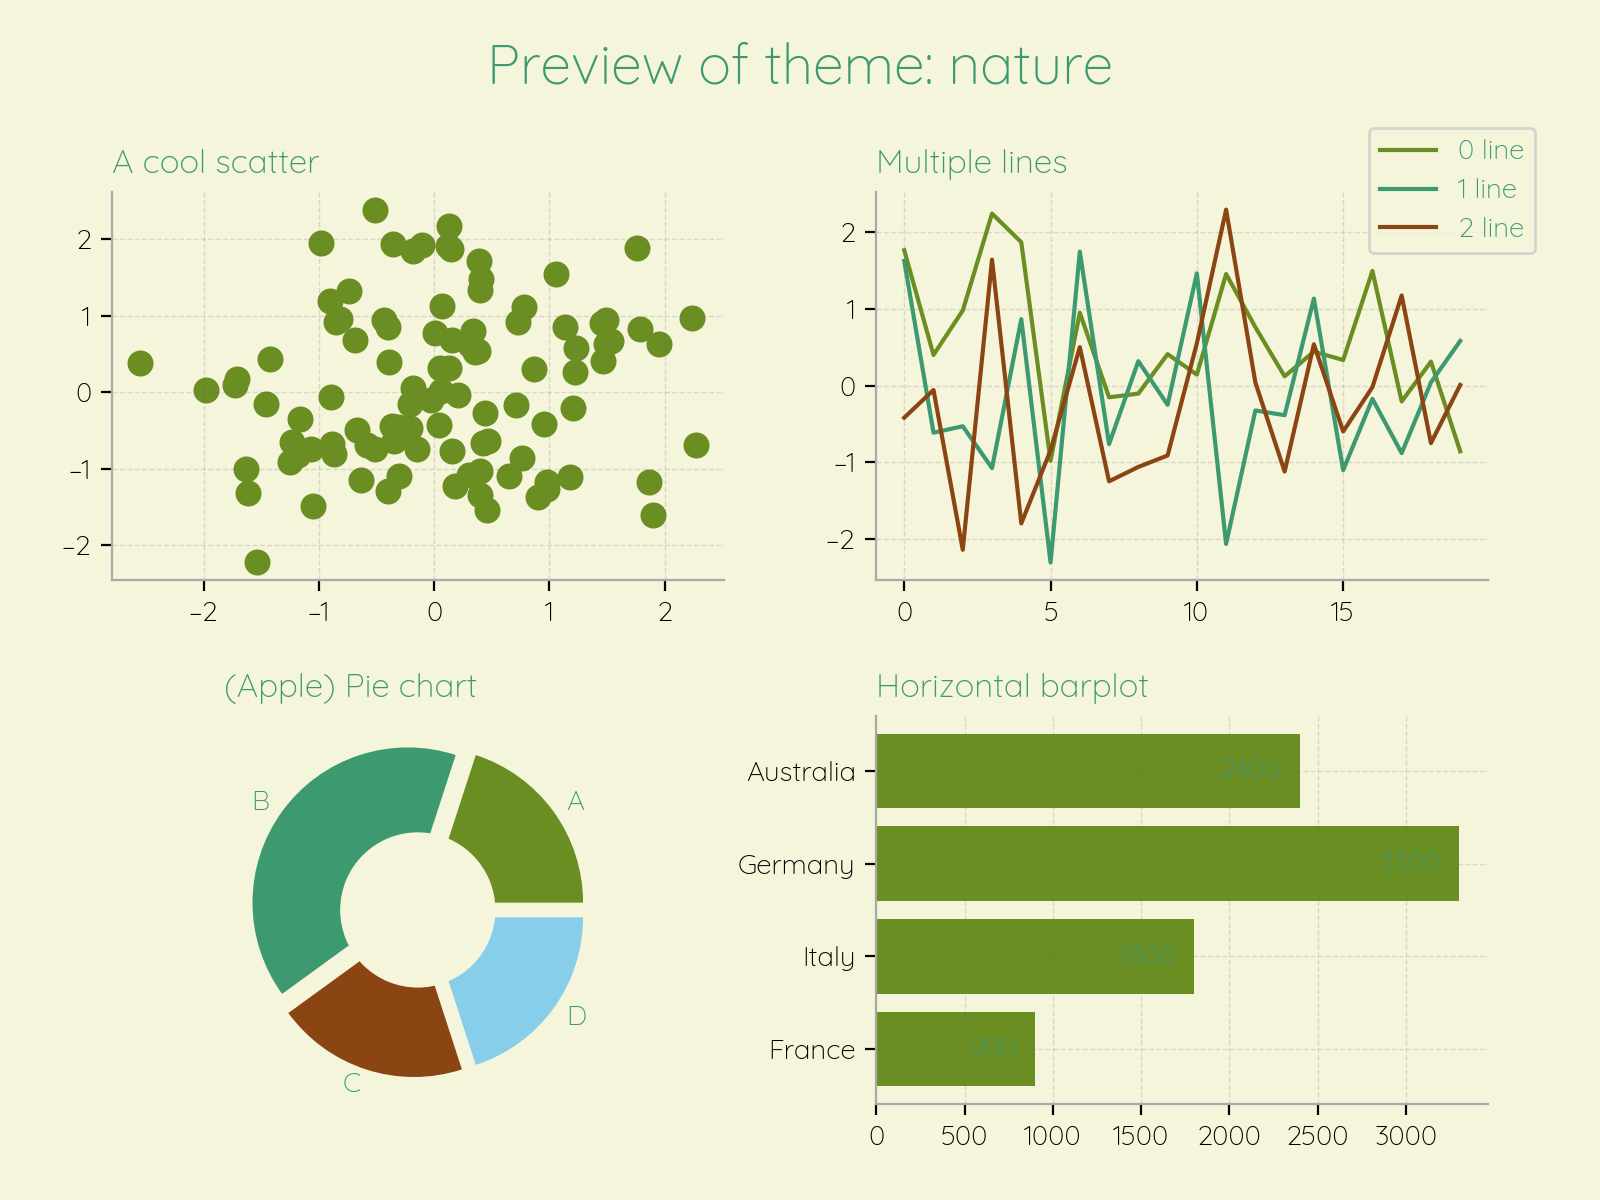 Preview of theme: nature
A cool scatter
2
1
0
−1
−2
−2 −1 0 1 2
Multiple lines
0 line
1 line
2 line
2
1
0
−1
−2
0 5 10 15
(Apple) Pie chart
A
B
C
D
Horizontal barplot
Australia 2400
Germany 3300
Italy
France 900
0 500 1000 1500 2000 2500 3000